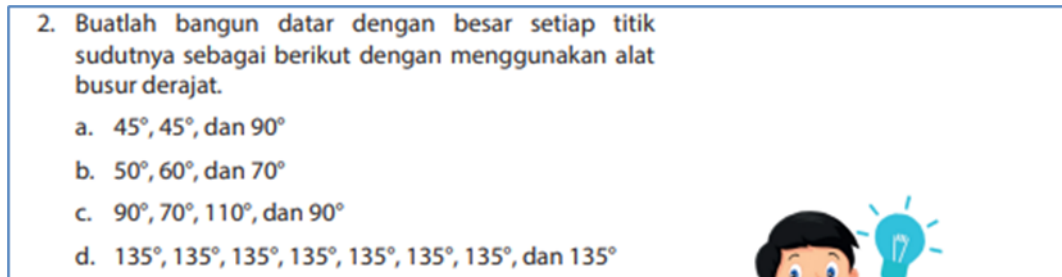 2. Buatlah bangun datar dengan besar setiap titik
sudutnya sebagai berikut dengan menggunakan alat
busur derajat.
a. 45°, 45°, dan 90°
b. 50°, 60°, dan 70°
c. 90°, 70°, 110°, dan 90°
d. 135°, 135°, 135°, 135°, 135°, 135°, 135°, dan 135°